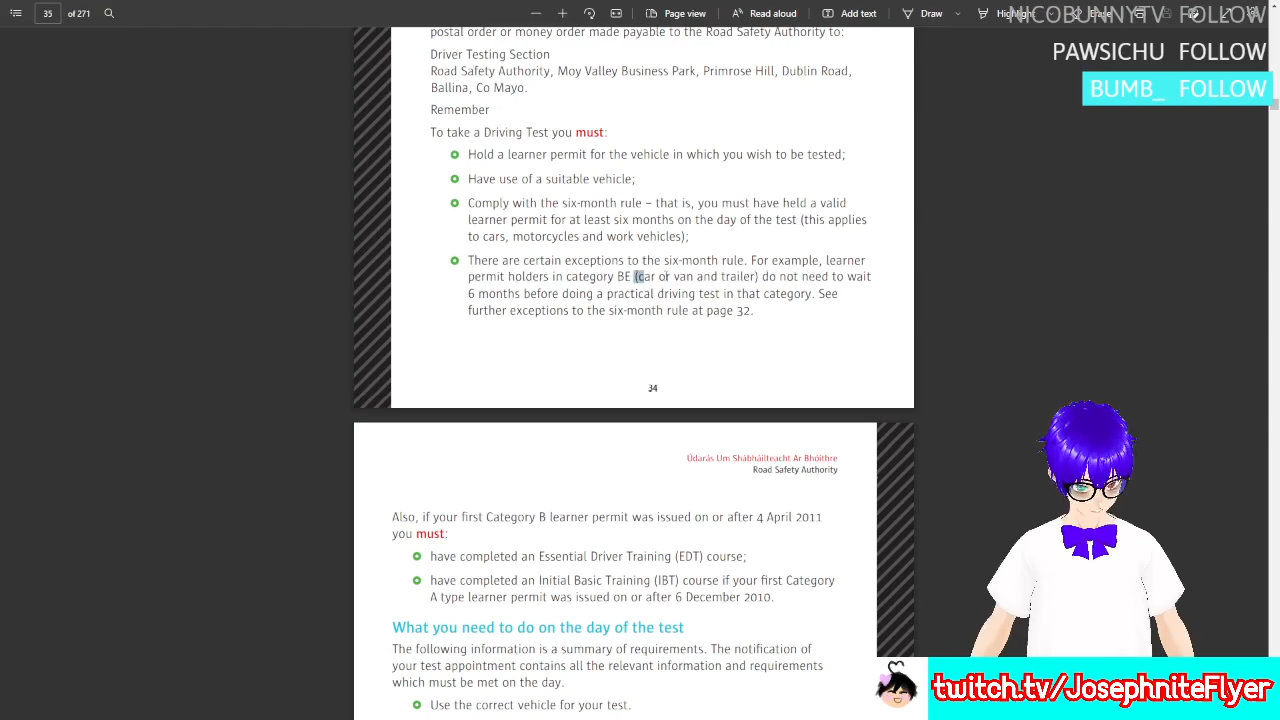 35 of 271
Page view
Read aloud
Add text
Draw
Highlight
Erase
NICOBUNNYTV FOLLOW
PAWSICHU FOLLOW
BUMB_ FOLLOW
postal order or money order made payable to the Road Safety Authority to:
Driver Testing Section
Road Safety Authority, Moy Valley Business Park, Primrose Hill, Dublin Road,
Ballina, Co Mayo.
Remember
To take a Driving Test you must:
Hold a learner permit for the vehicle in which you wish to be tested;
Have use of a suitable vehicle;
Comply with the six-month rule – that is, you must have held a valid
learner permit for at least six months on the day of the test (this applies
to cars, motorcycles and work vehicles);
There are certain exceptions to the six-month rule. For example, learner
permit holders in category BE (car or van and trailer) do not need to wait
6 months before doing a practical driving test in that category. See
further exceptions to the six-month rule at page 32.
34
Údarás Um Shábháilteacht Ar Bhóithre
Road Safety Authority
Also, if your first Category B learner permit was issued on or after 4 April 2011
you must:
have completed an Essential Driver Training (EDT) course;
have completed an Initial Basic Training (IBT) course if your first Category
A type learner permit was issued on or after 6 December 2010.
What you need to do on the day of the test
The following information is a summary of requirements. The notification of
your test appointment contains all the relevant information and requirements
which must be met on the day.
Use the correct vehicle for your test.
twitch.tv/JosephniteFlyer